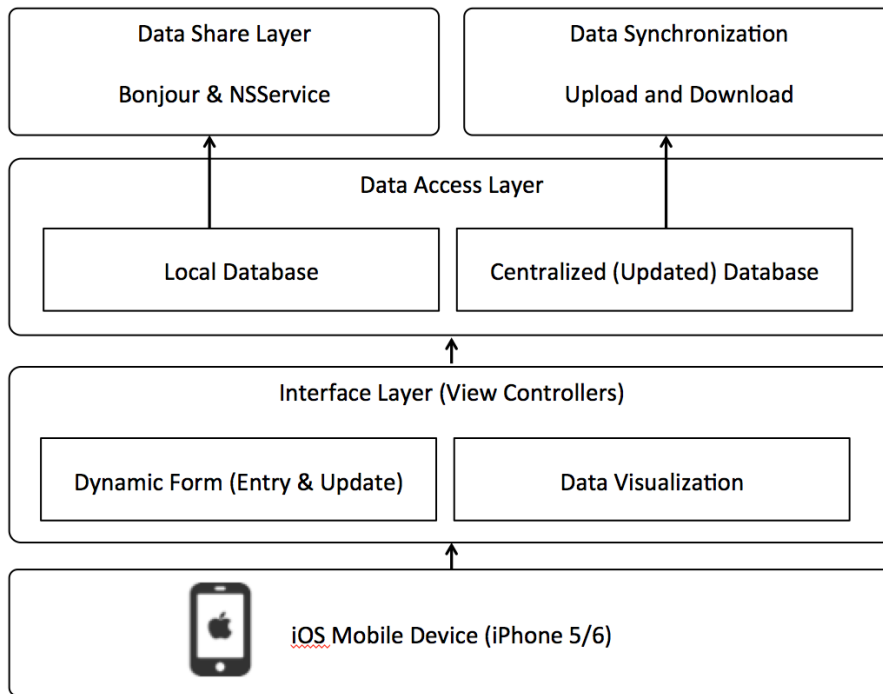 Data Share Layer
Bonjour & NSService
Data Synchronization
Upload and Download
Data Access Layer
Local Database
Centralized (Updated) Database
Interface Layer (View Controllers)
Dynamic Form (Entry & Update)
Data Visualization
iOS Mobile Device (iPhone 5/6)